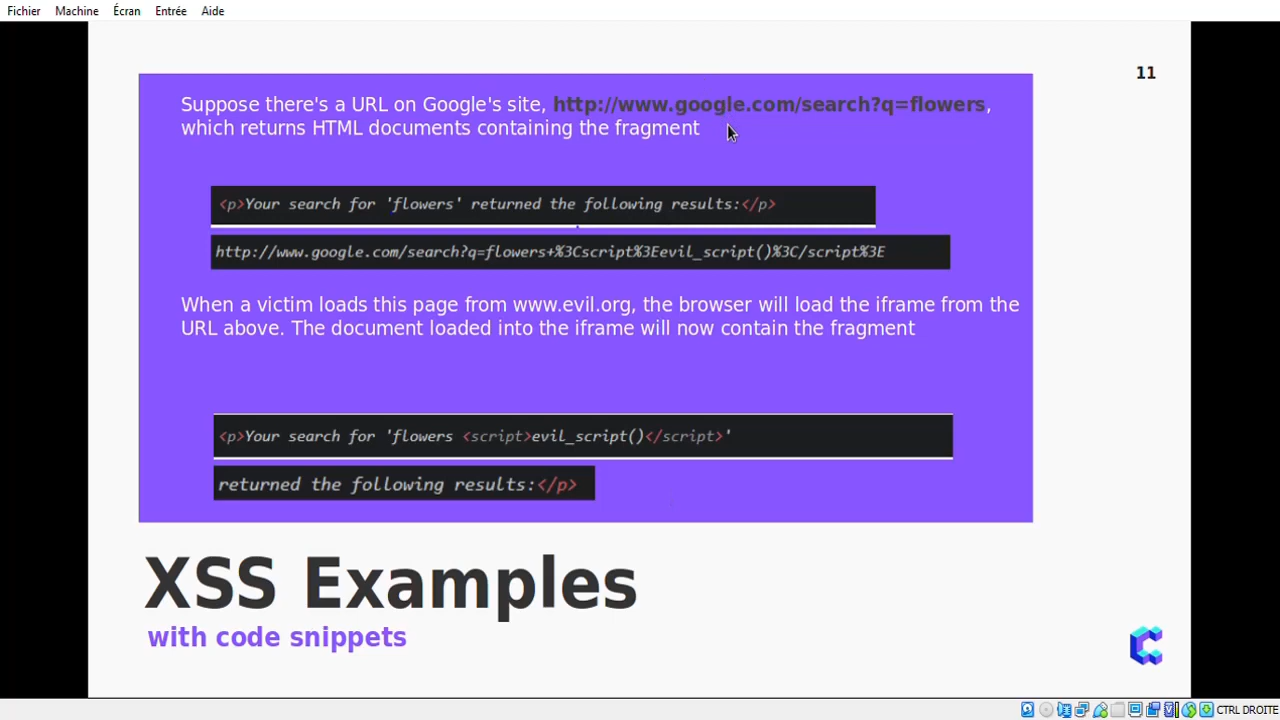 Fichier Machine Écran Entrée Aide
11
Suppose there's a URL on Google's site, http://www.google.com/search?q=flowers,
which returns HTML documents containing the fragment
<p>Your search for 'flowers' returned the following results:</p>
http://www.google.com/search?q=flowers+%3Cscript%3Eevil_script()%3C/script%3E
When a victim loads this page from www.evil.org, the browser will load the iframe from the
URL above. The document loaded into the iframe will now contain the fragment
<p>Your search for 'flowers <script>evil_script()</script>'
returned the following results:</p>
XSS Examples
with code snippets
CTRL DROITE